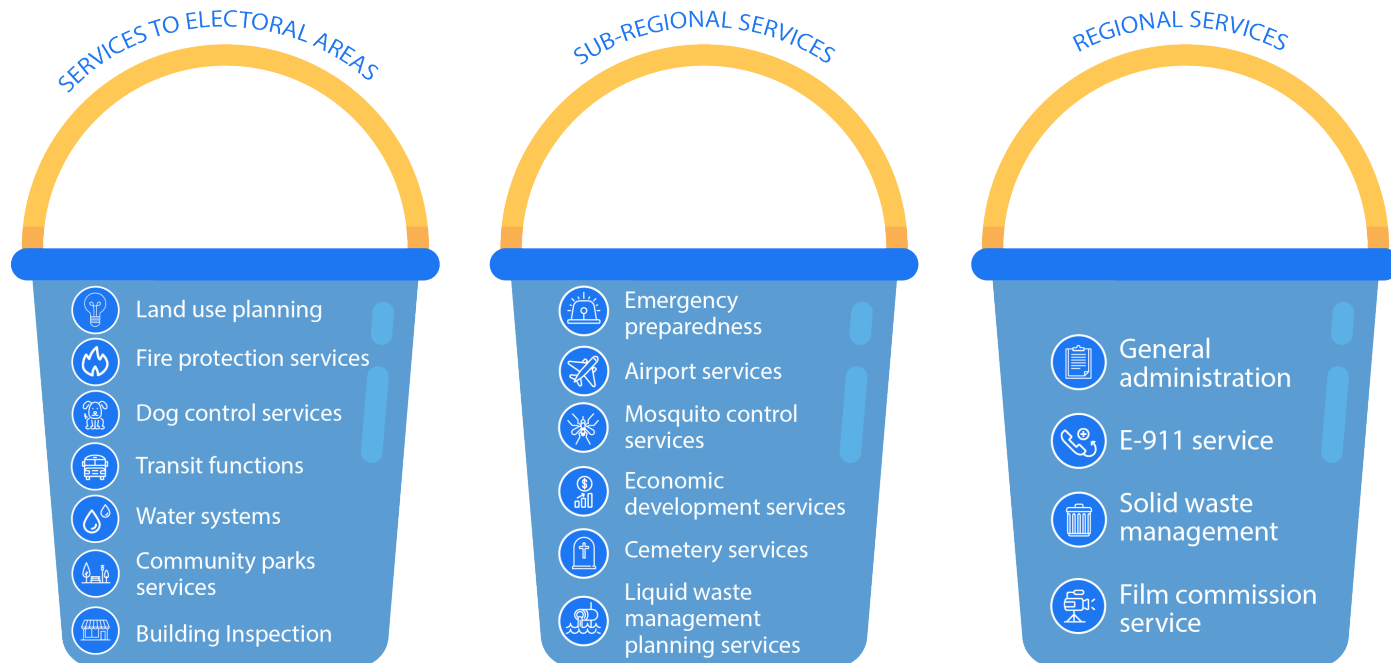 SERVICES TO ELECTORAL AREAS
Land use planning
Fire protection services
Dog control services
Transit functions
Water systems
Community parks
services
Building Inspection
SUB-REGIONAL SERVICES
Emergency
preparedness
Airport services
Mosquito control
services
Economic
development services
Cemetery services
Liquid waste
management
planning services
REGIONAL SERVICES
General
administration
E-911 service
Solid waste
management
Film commission
service